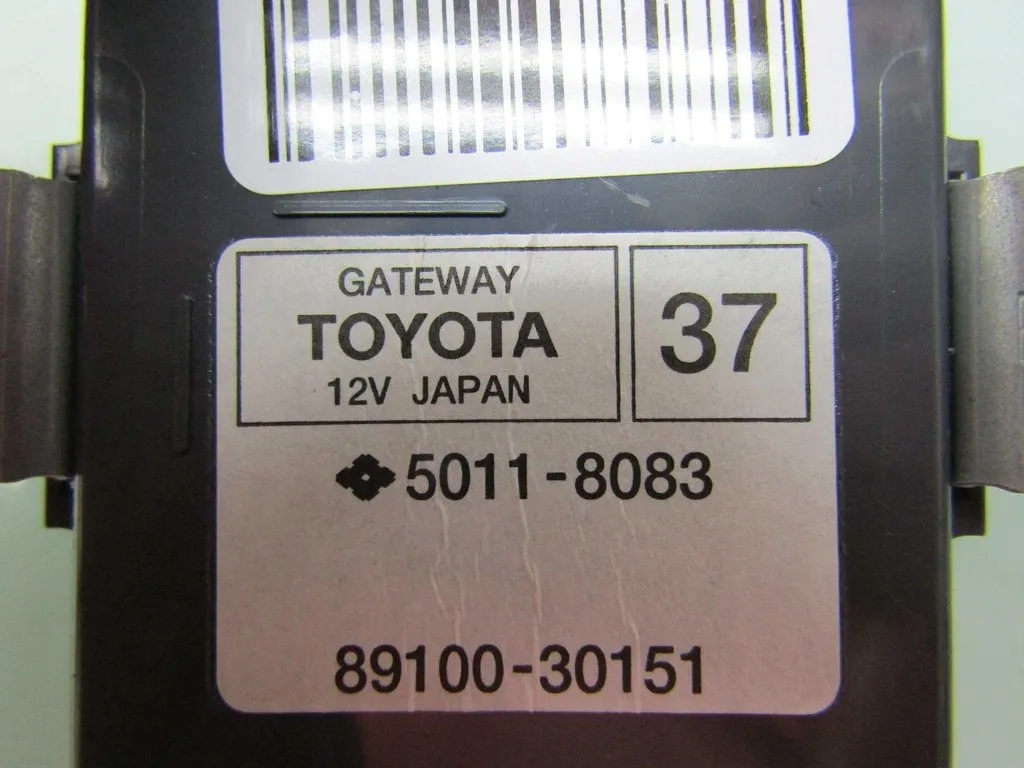 GATEWAY
TOYOTA
12V JAPAN
37
5011-8083
89100-30151